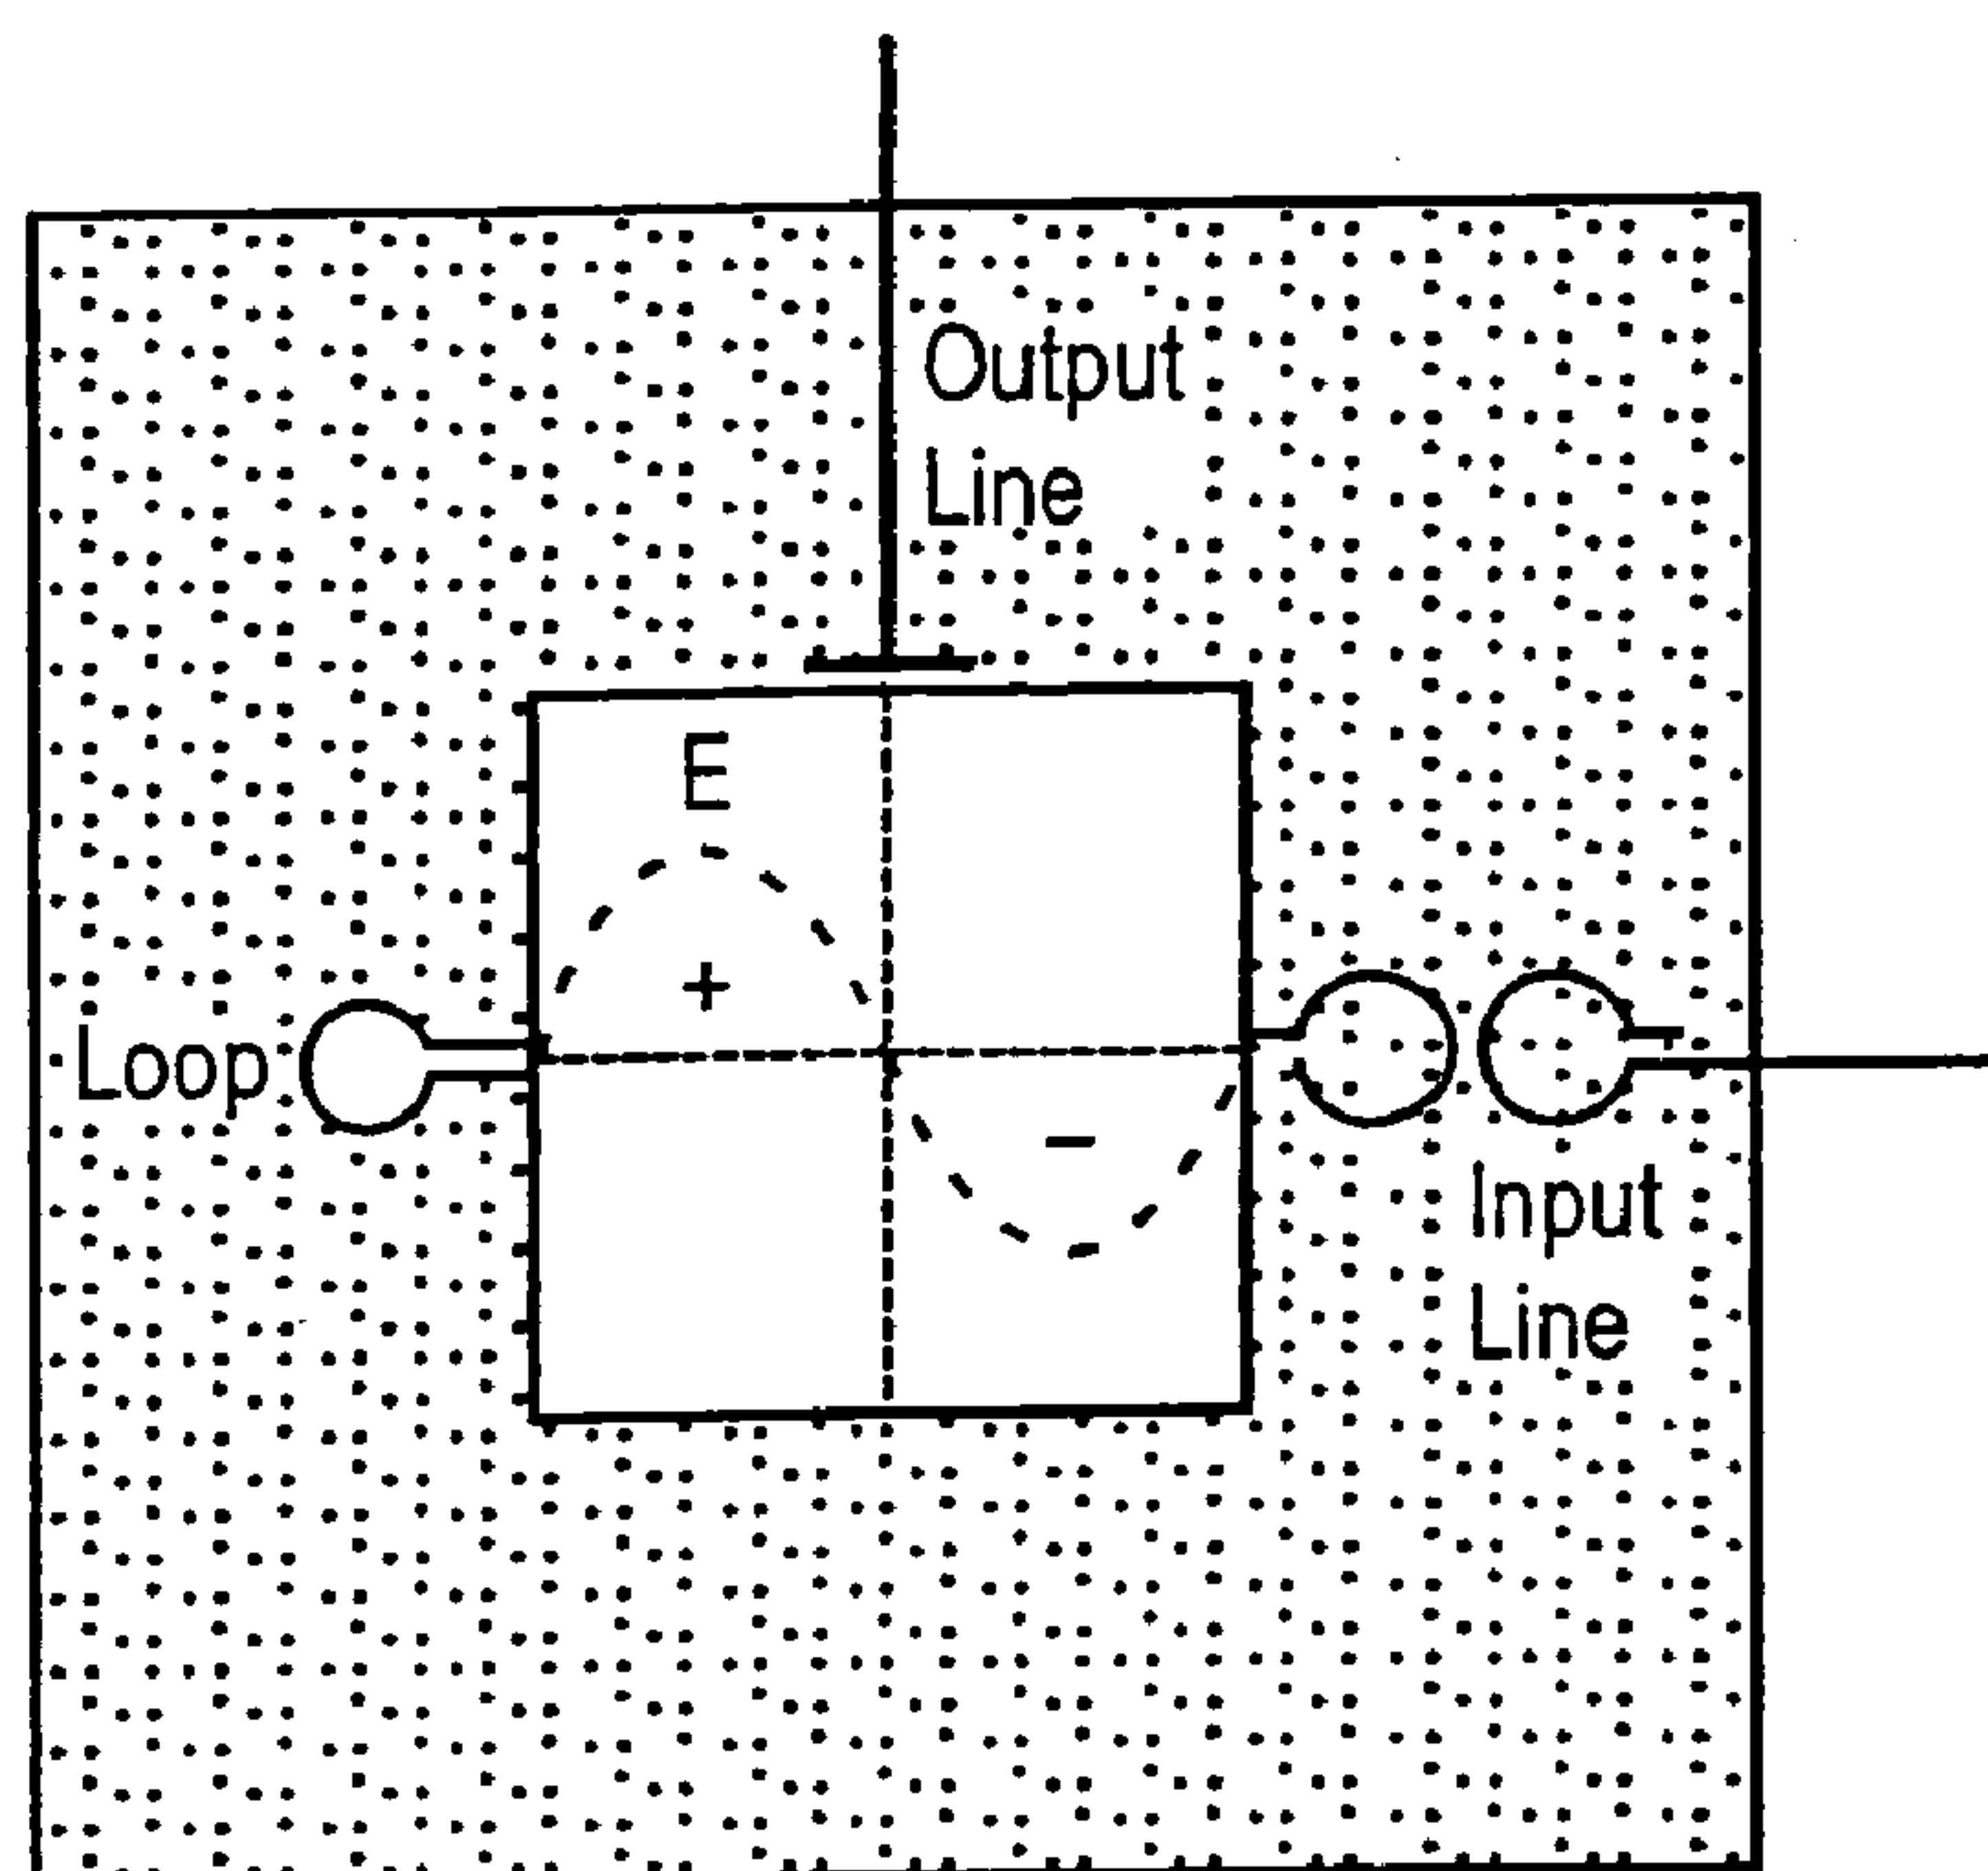 Output
Line
E
+
Loop
−
Input
Line